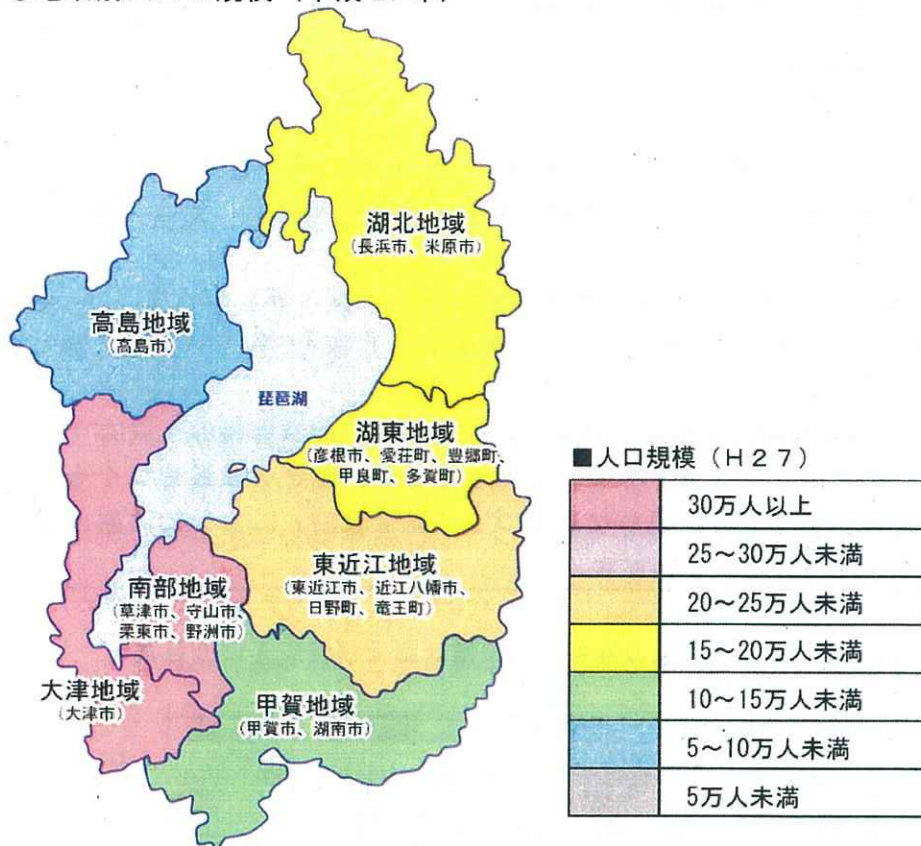 湖北地域
(長浜市、米原市)
高島地域
(高島市)
琵琶湖
湖東地域
(彦根市、愛荘町、豊郷町、
甲良町、多賀町)
東近江地域
(東近江市、近江八幡市、
日野町、竜王町)
南部地域
(草津市、守山市、
栗東市、野洲市)
大津地域
(大津市)
甲賀地域
(甲賀市、湖南市)
■人口規模（H27）
30万人以上
25～30万人未満
20～25万人未満
15～20万人未満
10～15万人未満
5～10万人未満
5万人未満